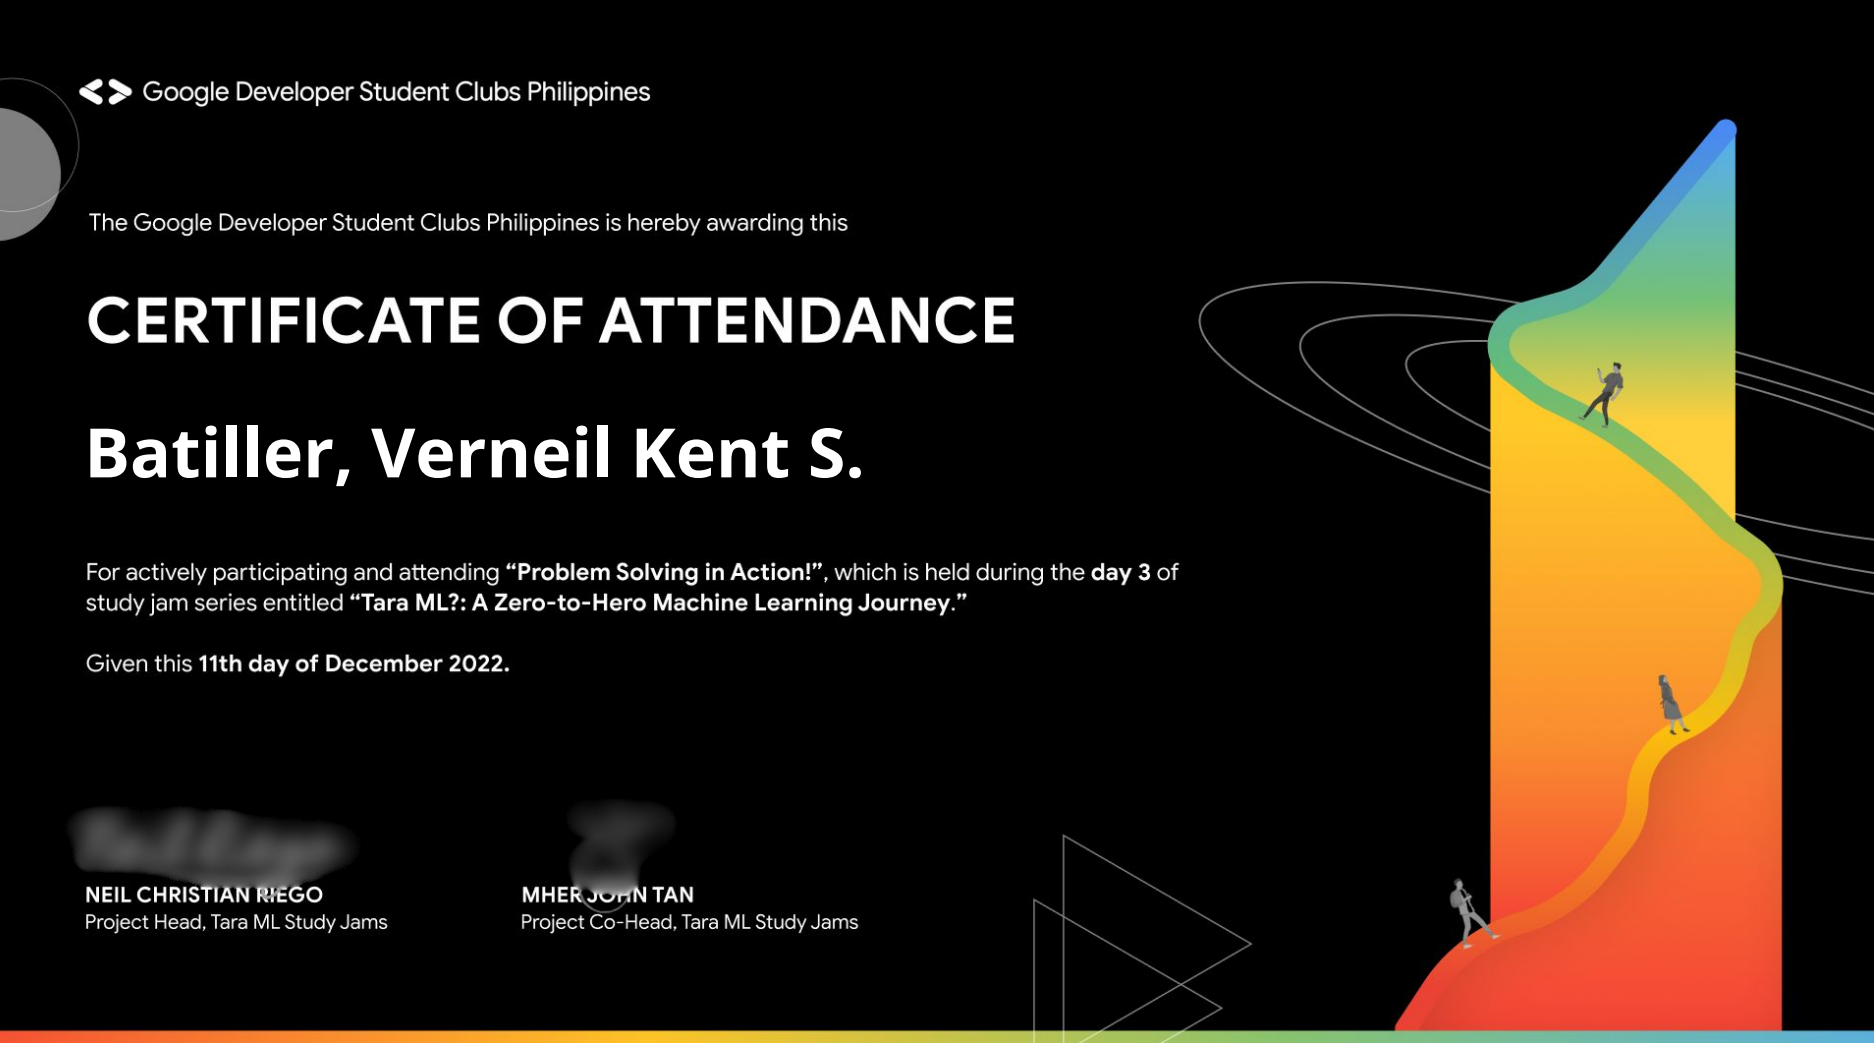 Google Developer Student Clubs Philippines
The Google Developer Student Clubs Philippines is hereby awarding this
CERTIFICATE OF ATTENDANCE
Batiller, Verneil Kent S.
For actively participating and attending “Problem Solving in Action!”, which is held during the day 3 of
study jam series entitled “Tara ML?: A Zero-to-Hero Machine Learning Journey.”
Given this 11th day of December 2022.
NEIL CHRISTIAN RIEGO
Project Head, Tara ML Study Jams
MHER JOHN TAN
Project Co-Head, Tara ML Study Jams